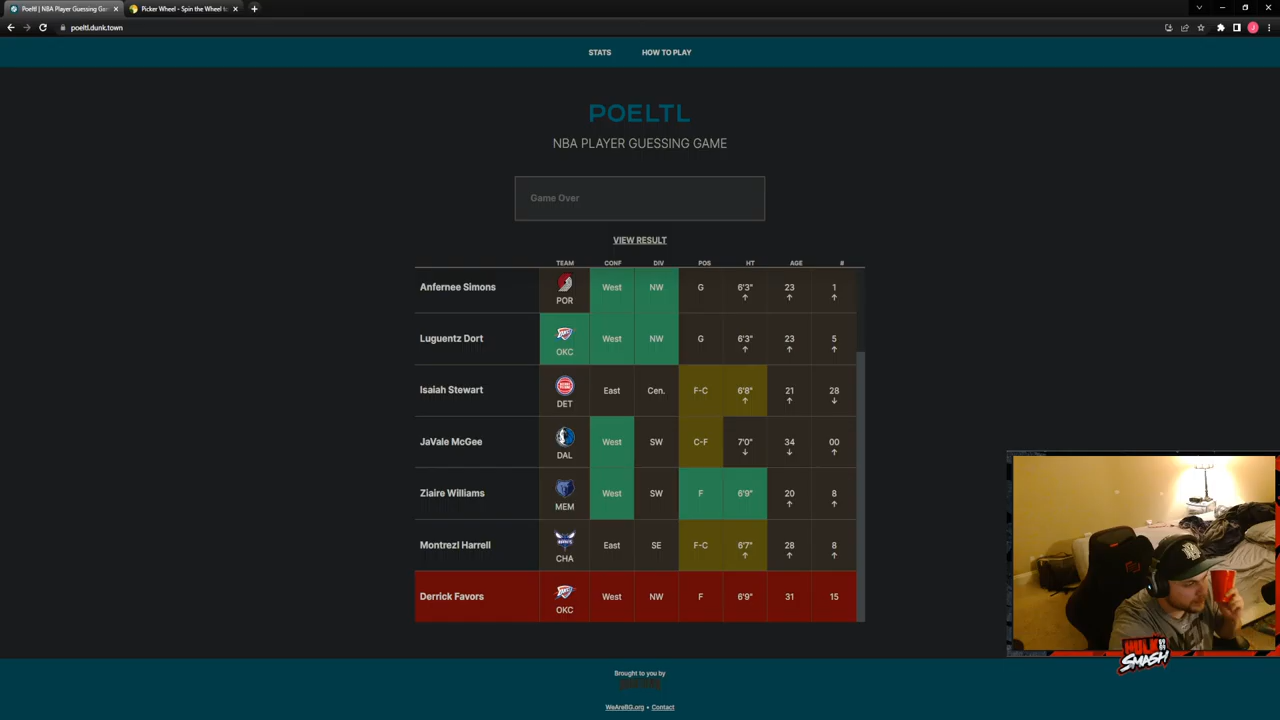 Poeltl | NBA Player Guessing Ga
Picker Wheel - Spin the Wheel t
poeltl.dunk.town
STATS
HOW TO PLAY
POELTL
NBA PLAYER GUESSING GAME
Game Over
VIEW RESULT
TEAM CONF DIV POS HT AGE #
Anfernee Simons POR West NW G 6'3" ↑ 23 ↑ 1 ↑
Luguentz Dort OKC West NW G 6'3" ↑ 23 ↑ 5 ↑
Isaiah Stewart DET East Cen. F-C 6'8" ↑ 21 ↑ 28 ↓
JaVale McGee DAL West SW C-F 7'0" ↓ 34 ↓ 00 ↑
Ziaire Williams MEM West SW F 6'9" 20 ↑ 8 ↑
Montrezl Harrell CHA East SE F-C 6'7" ↑ 28 ↑ 8 ↑
Derrick Favors OKC West NW F 6'9" 31 15
HULK
SMASH
Brought to you by
WeAreBG.org • Contact